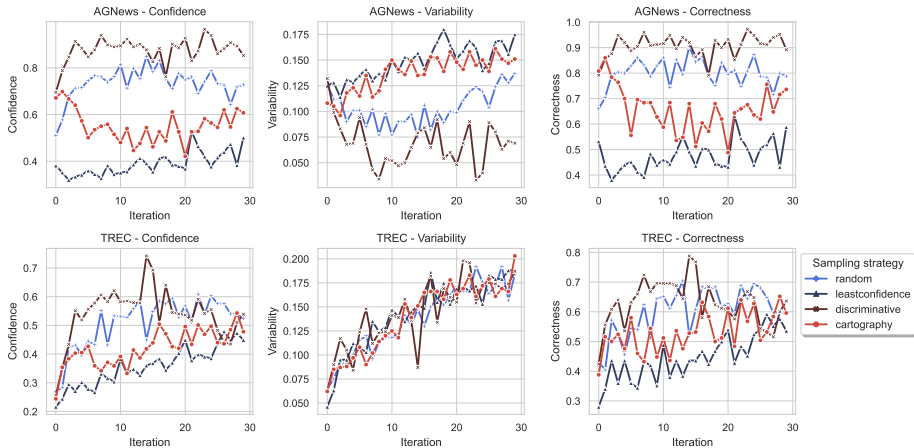 AGNews - Confidence
AGNews - Variability
AGNews - Correctness
Confidence
0.8
0.6
0.4
0 10 20 30
Iteration
Variability
0.175
0.150
0.125
0.100
0.075
0.050
0 10 20 30
Iteration
Correctness
1.0
0.9
0.8
0.7
0.6
0.5
0.4
0 10 20 30
Iteration
TREC - Confidence
TREC - Variability
TREC - Correctness
Confidence
0.7
0.6
0.5
0.4
0.3
0.2
0 10 20 30
Iteration
Variability
0.200
0.175
0.150
0.125
0.100
0.075
0.050
0 10 20 30
Iteration
Correctness
0.8
0.7
0.6
0.5
0.4
0.3
0 10 20 30
Iteration
Sampling strategy
random
leastconfidence
discriminative
cartography